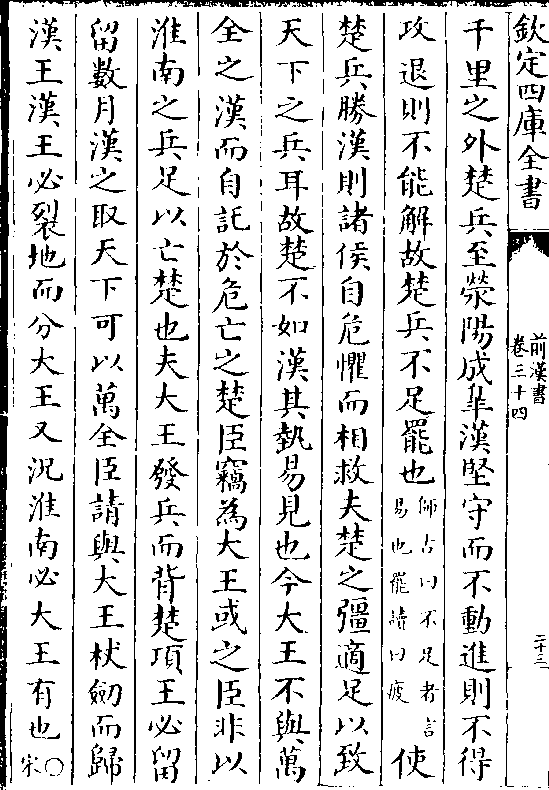 欽定四庫全書
前漢書
卷三十四
二十三
千里之外楚兵至滎陽成臯漢堅守而不動進則不得
攻退則不能解故楚兵不足罷也師古曰不足者言易也罷讀曰疲使
楚兵勝漢則諸侯自危懼而相救夫楚之彊適足以致
天下之兵耳故楚不如漢其埶易見也今大王不與萬
全之漢而自託於危亡之楚臣竊為大王或之臣非以
淮南之兵足以亡楚也夫大王發兵而背楚項王必留
留數月漢之取天下可以萬全臣請與大王杖劒而歸
漢王漢王必裂地而分大王又況淮南必大王有也〇宋